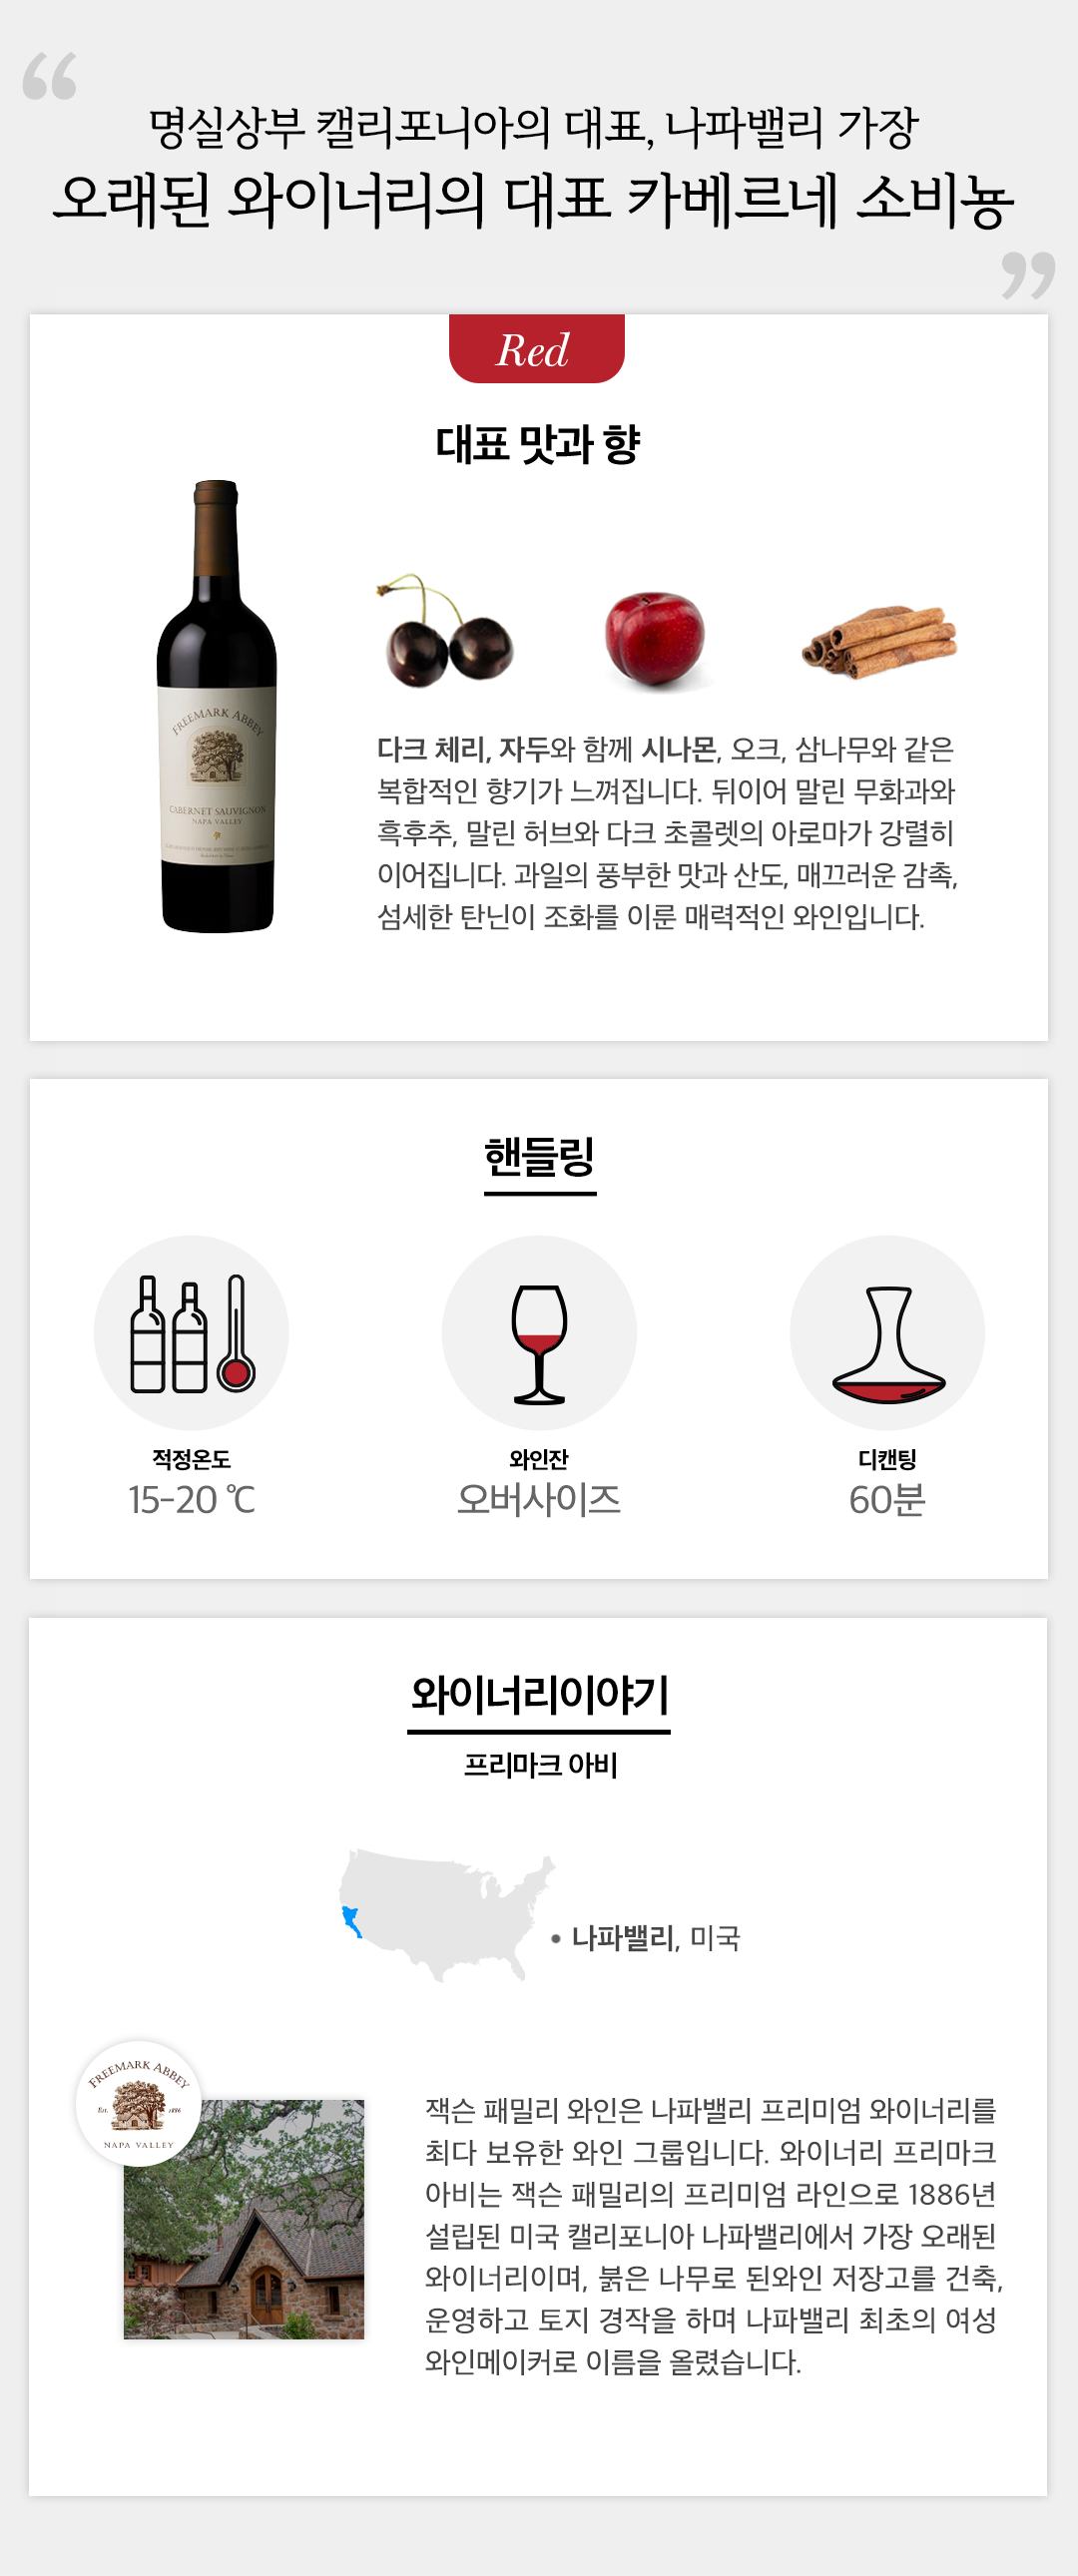 “
명실상부 캘리포니아의 대표, 나파밸리 가장
오래된 와이너리의 대표 카베르네 소비뇽
”
Red
대표 맛과 향
FREEMARK ABBEY
CABERNET SAUVIGNON
NAPA VALLEY
다크 체리, 자두와 함께 시나몬, 오크, 삼나무와 같은
복합적인 향기가 느껴집니다. 뒤이어 말린 무화과와
흑후추, 말린 허브와 다크 초콜렛의 아로마가 강렬히
이어집니다. 과일의 풍부한 맛과 산도, 매끄러운 감촉,
섬세한 탄닌이 조화를 이룬 매력적인 와인입니다.
핸들링
적정온도
15-20 ℃
와인잔
오버사이즈
디캔팅
60분
와이너리이야기
프리마크 아비
• 나파밸리, 미국
FREEMARK ABBEY
Est. 1886
NAPA VALLEY
잭슨 패밀리 와인은 나파밸리 프리미엄 와이너리를
최다 보유한 와인 그룹입니다. 와이너리 프리마크
아비는 잭슨 패밀리의 프리미엄 라인으로 1886년
설립된 미국 캘리포니아 나파밸리에서 가장 오래된
와이너리이며, 붉은 나무로 된와인 저장고를 건축,
운영하고 토지 경작을 하며 나파밸리 최초의 여성
와인메이커로 이름을 올렸습니다.